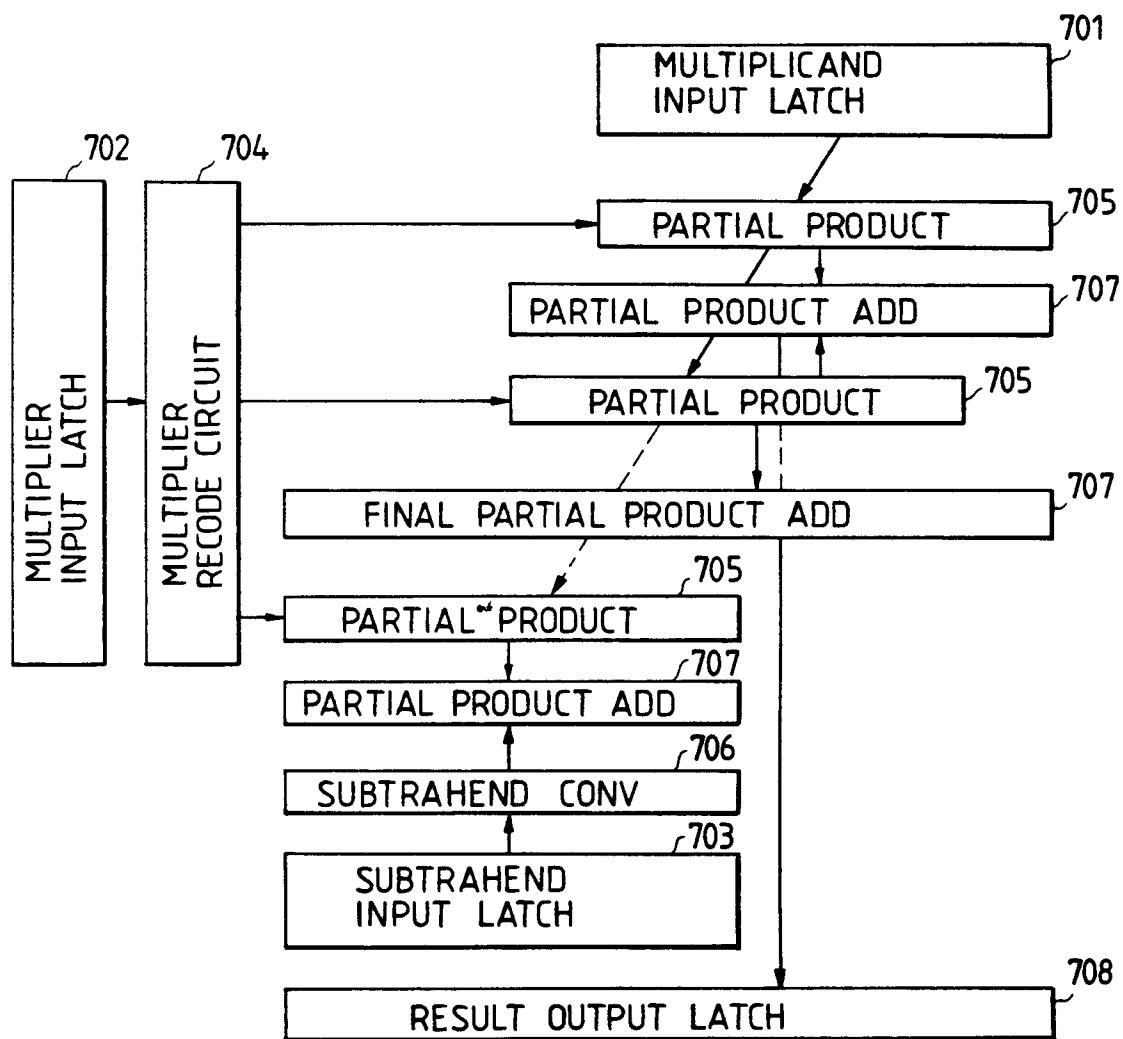 701
MULTIPLICAND
INPUT LATCH
702
704
MULTIPLIER
INPUT LATCH
MULTIPLIER
RECODE CIRCUIT
705
PARTIAL PRODUCT
707
PARTIAL PRODUCT ADD
705
PARTIAL PRODUCT
707
FINAL PARTIAL PRODUCT ADD
705
PARTIAL PRODUCT
707
PARTIAL PRODUCT ADD
706
SUBTRAHEND CONV
703
SUBTRAHEND
INPUT LATCH
708
RESULT OUTPUT LATCH